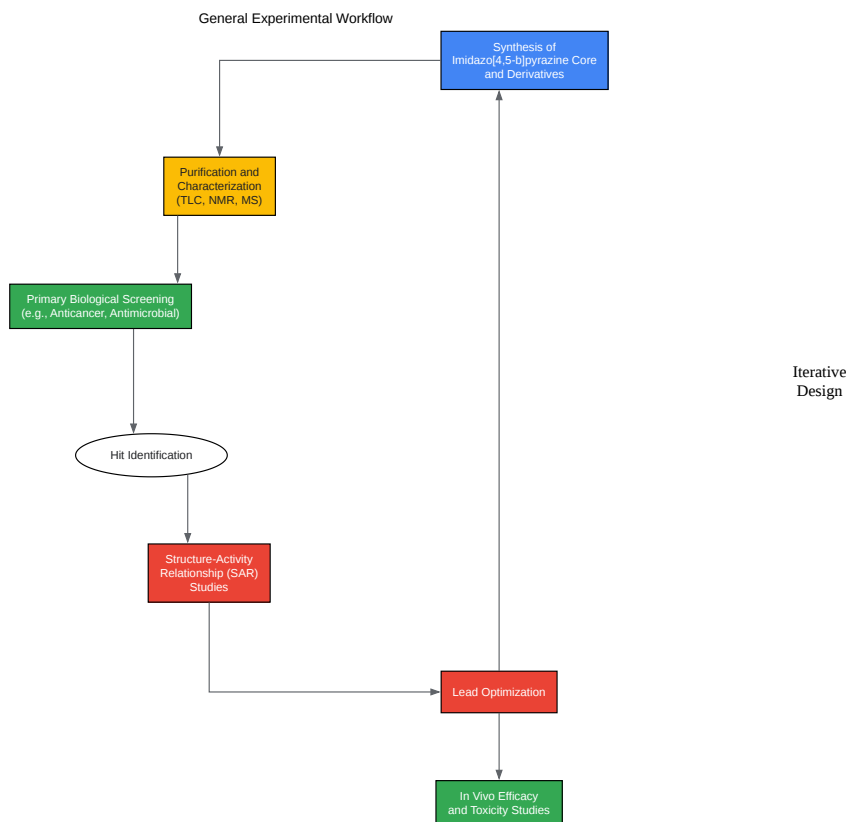 General Experimental Workflow
Synthesis of
Imidazo[4,5-b]pyrazine Core
and Derivatives
Purification and
Characterization
(TLC, NMR, MS)
Primary Biological Screening
(e.g., Anticancer, Antimicrobial)
Iterative
Design
Hit Identification
Structure-Activity
Relationship (SAR)
Studies
Lead Optimization
In Vivo Efficacy
and Toxicity Studies